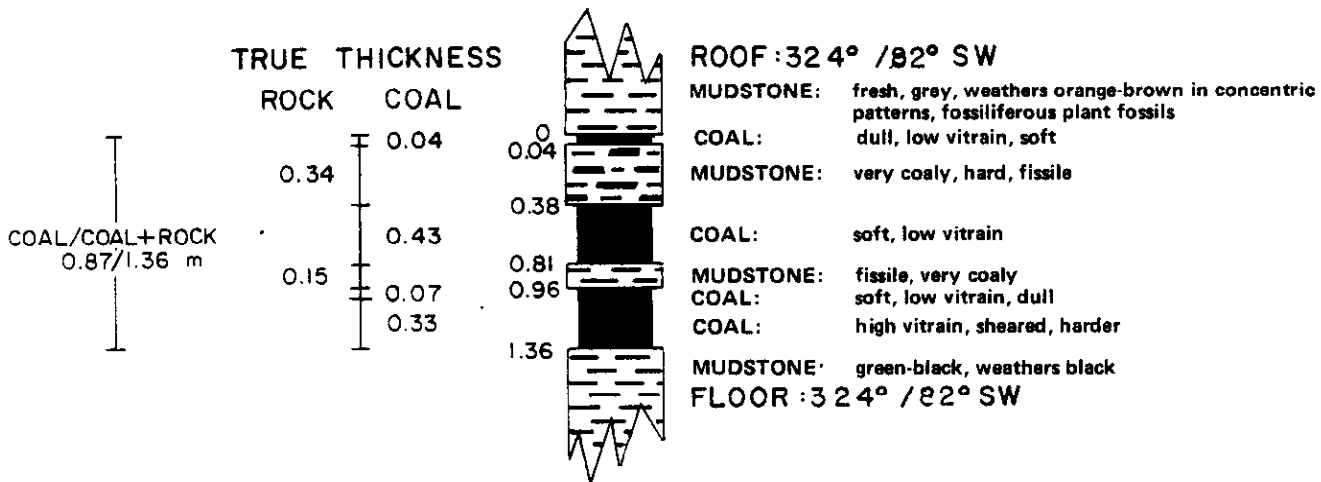 TRUE THICKNESS
ROCK COAL
0.04
0.34
0.43
0.15
0.07
0.33
COAL/COAL+ROCK
0.87/1.36 m
0
0.04
0.38
0.81
0.96
1.36
ROOF:324° /82° SW
MUDSTONE: fresh, grey, weathers orange-brown in concentric
patterns, fossiliferous plant fossils
COAL: dull, low vitrain, soft
MUDSTONE: very coaly, hard, fissile
COAL: soft, low vitrain
MUDSTONE: fissile, very coaly
COAL: soft, low vitrain, dull
COAL: high vitrain, sheared, harder
MUDSTONE: green-black, weathers black
FLOOR:324° /82° SW